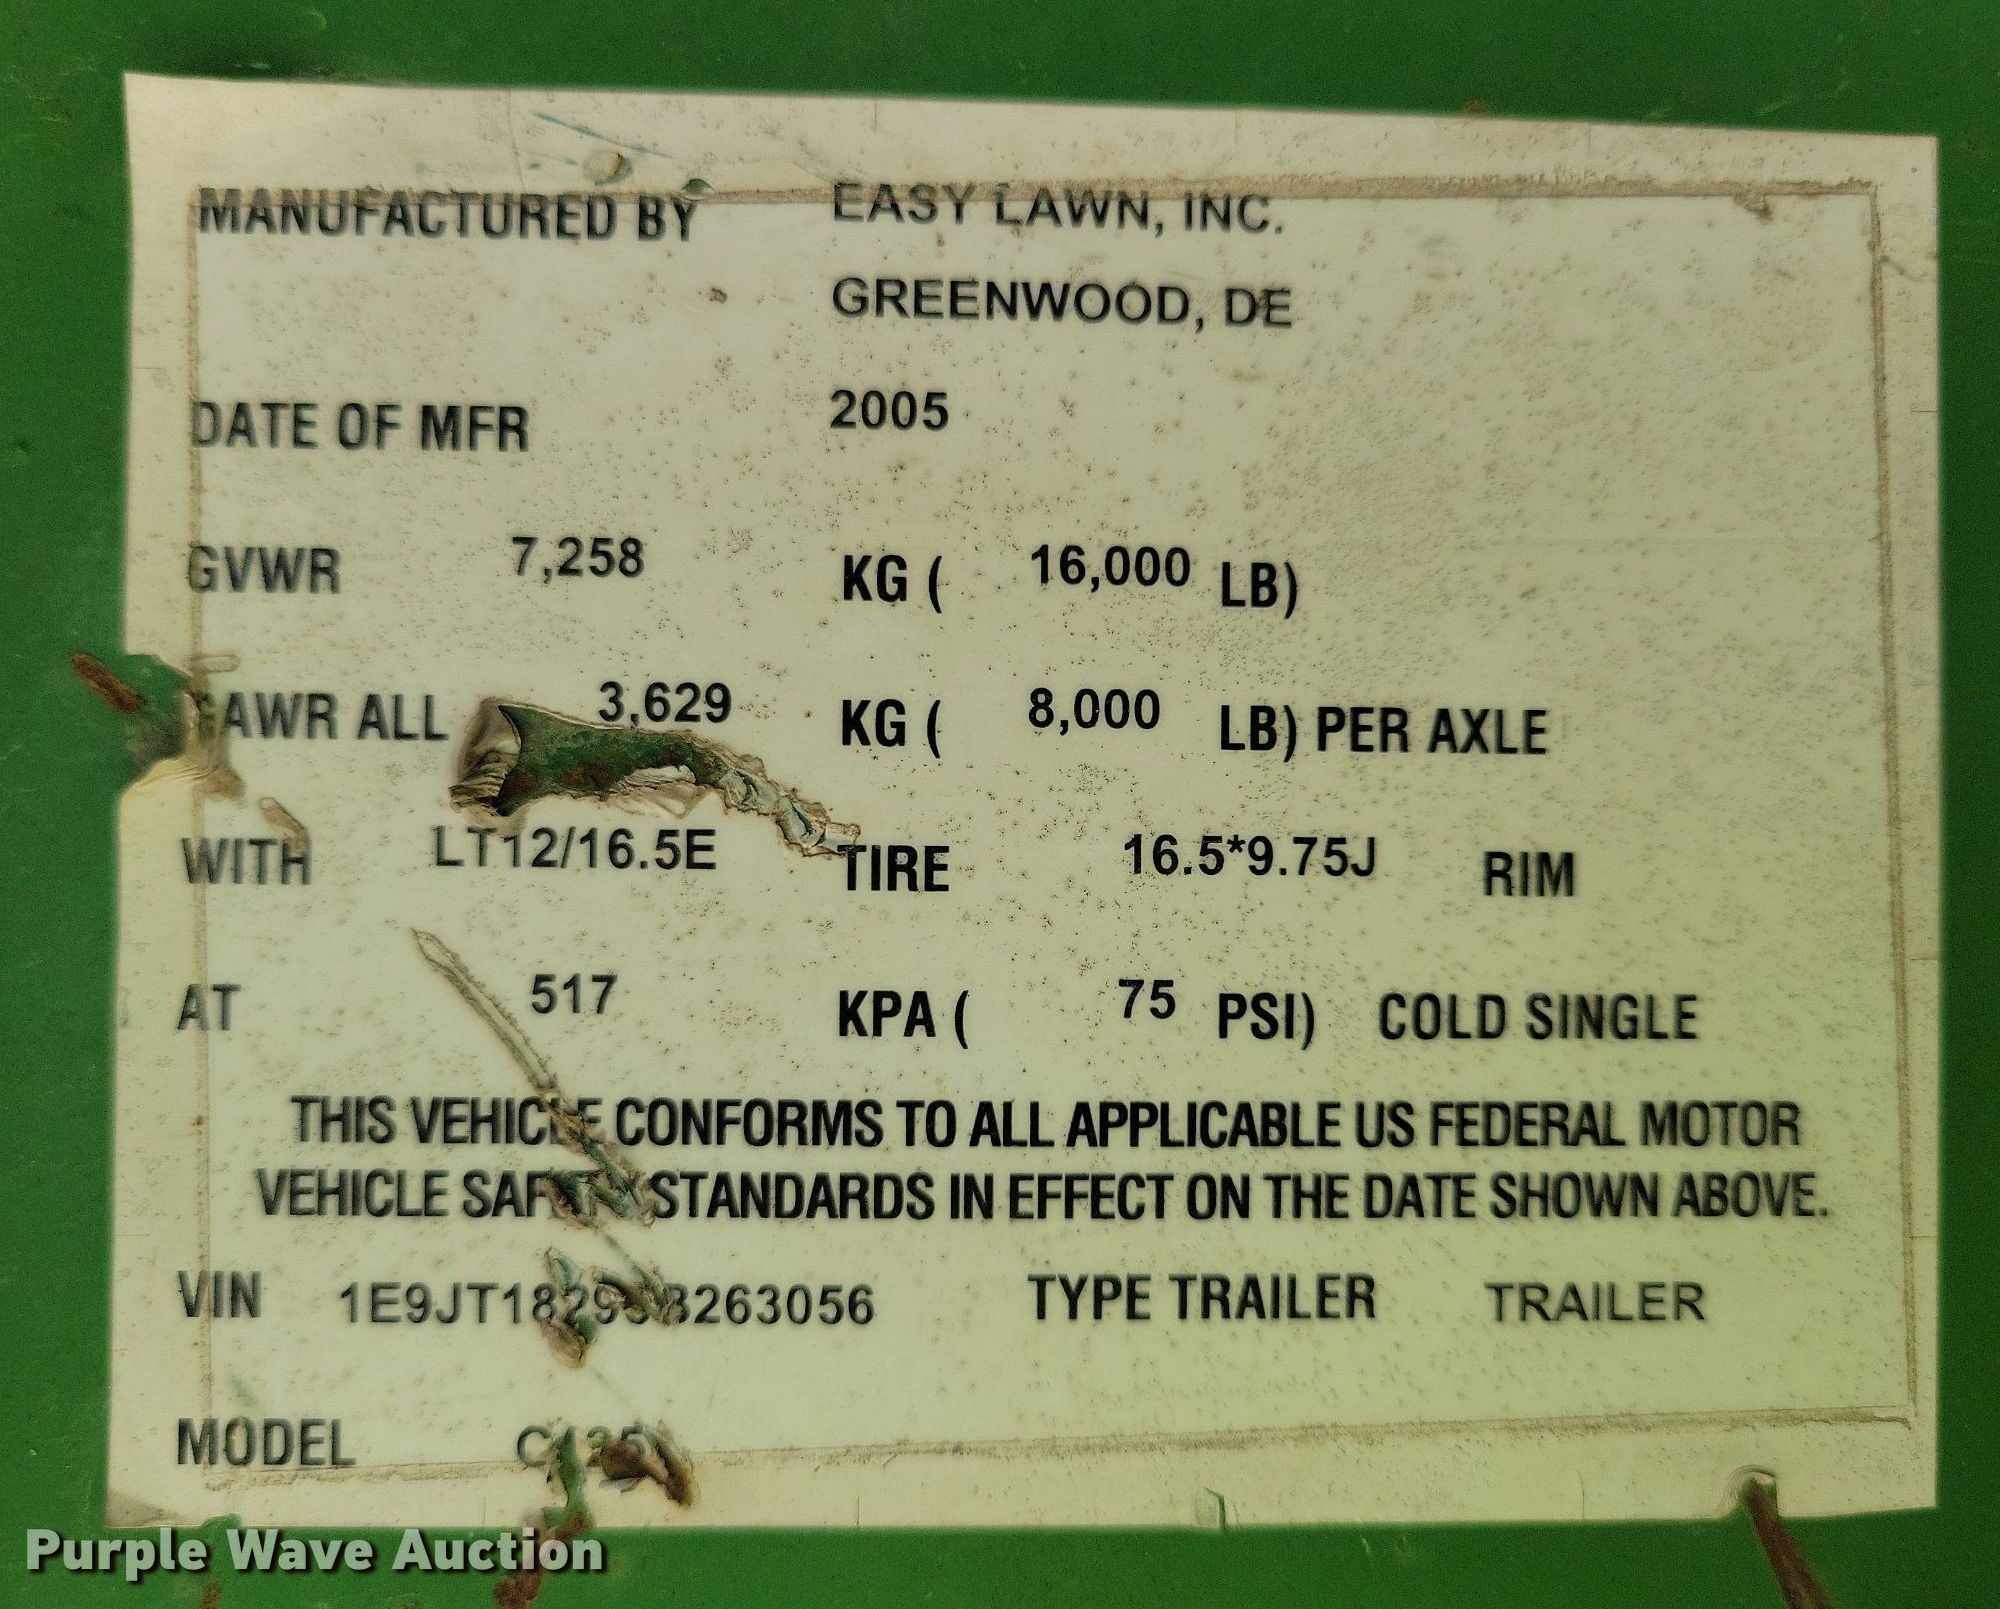 MANUFACTURED BY EASY LAWN, INC.
GREENWOOD, DE
DATE OF MFR 2005
GVWR 7,258 KG ( 16,000 LB)
GAWR ALL 3,629 KG ( 8,000 LB) PER AXLE
WITH LT12/16.5E TIRE 16.5*9.75J RIM
AT 517 KPA ( 75 PSI) COLD SINGLE
THIS VEHICLE CONFORMS TO ALL APPLICABLE US FEDERAL MOTOR
VEHICLE SAFETY STANDARDS IN EFFECT ON THE DATE SHOWN ABOVE.
VIN TYPE TRAILER TRAILER
MODEL
Purple Wave Auction